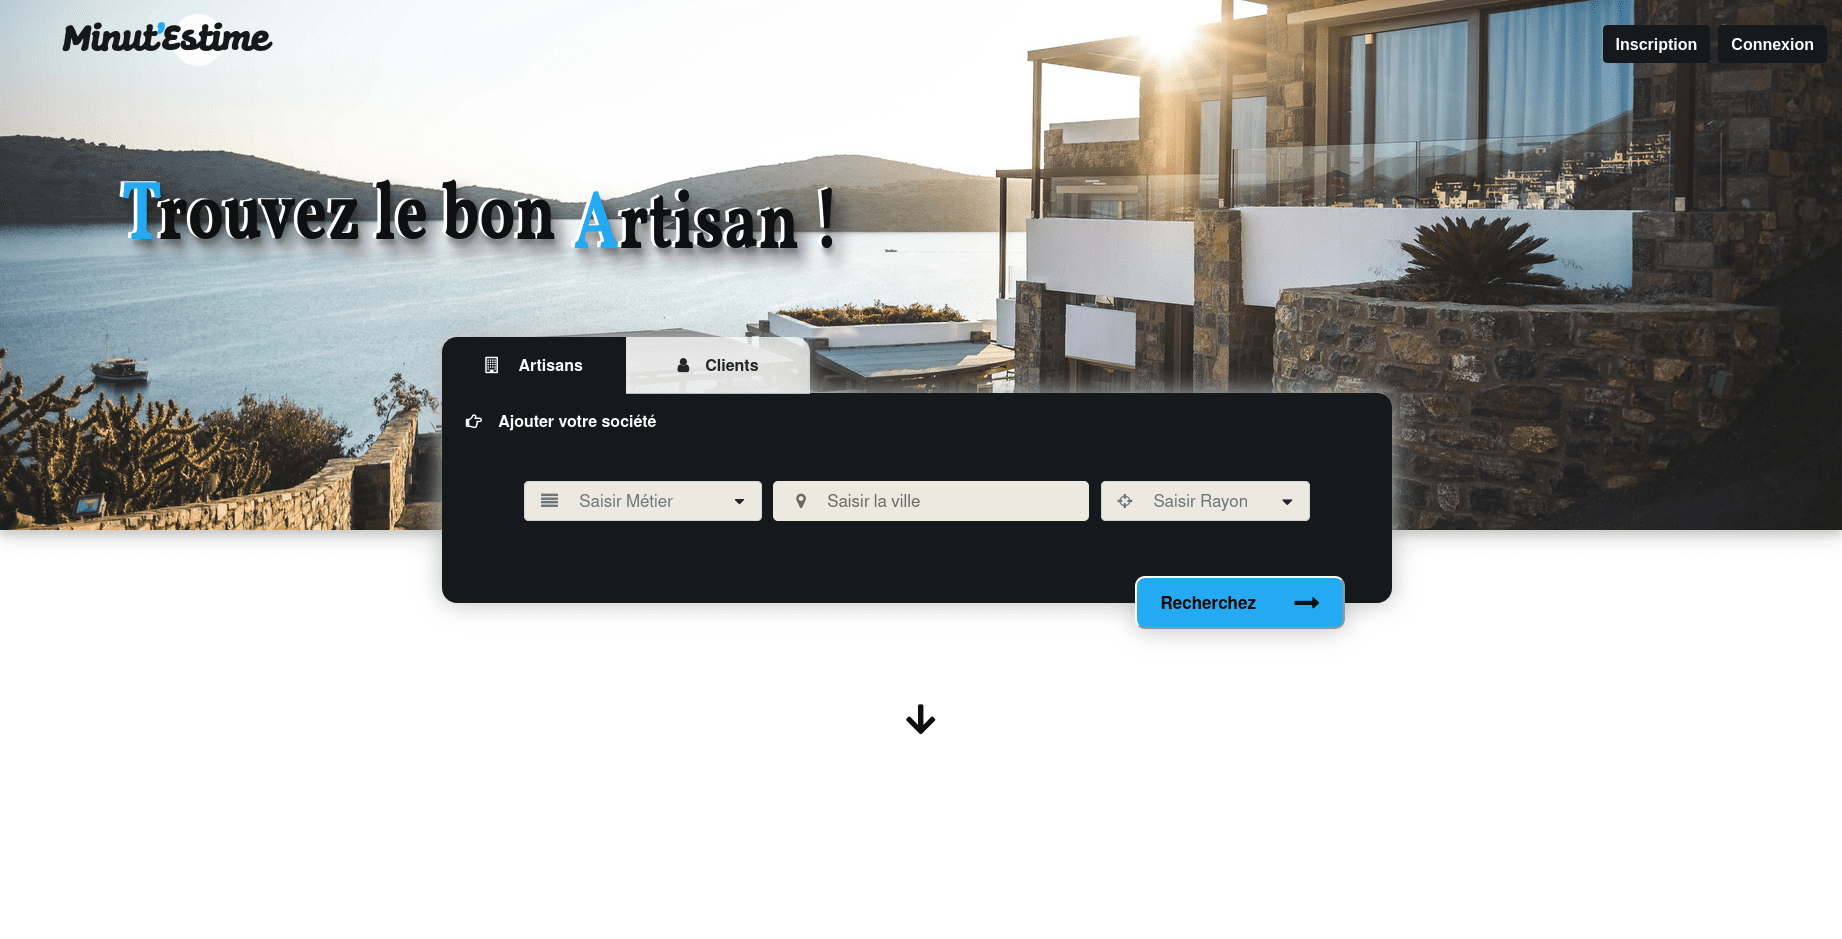 Minut'Estime
Inscription
Connexion
Trouvez le bon Artisan !
Artisans
Clients
Ajouter votre société
Saisir Métier
Saisir la ville
Saisir Rayon
Recherchez